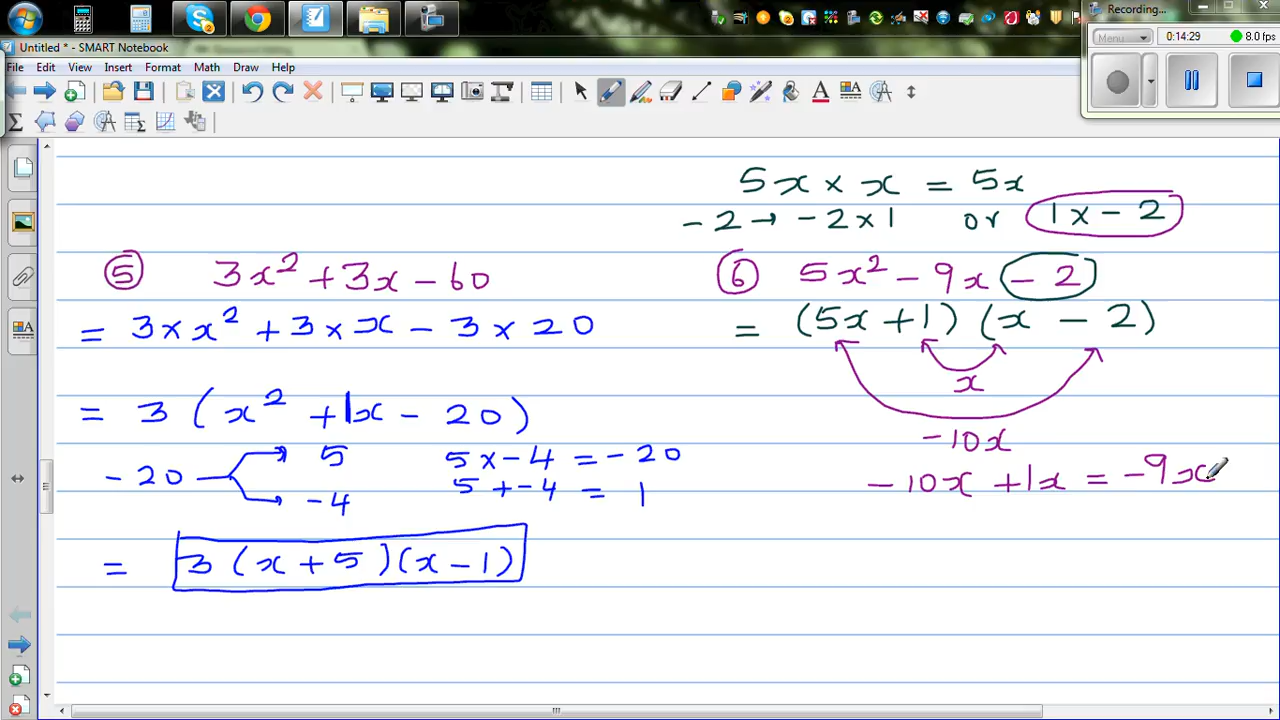 Recording...
Menu
0:14:29
8.0 fps
Untitled * - SMART Notebook
File Edit View Insert Format Math Draw Help
5x × x = 5x
-2 → -2×1 or 1x - 2
⑤ 3x² + 3x - 60
= 3 × x² + 3 × x - 3 × 20
= 3 (x² + 1x - 20)
-20 5 5 × -4 = -20
-4 5 + -4 = 1
= 3 (x + 5)(x - 1)
⑥ 5x² - 9x - 2
= (5x + 1) (x - 2)
x
-10x
-10x + 1x = -9x